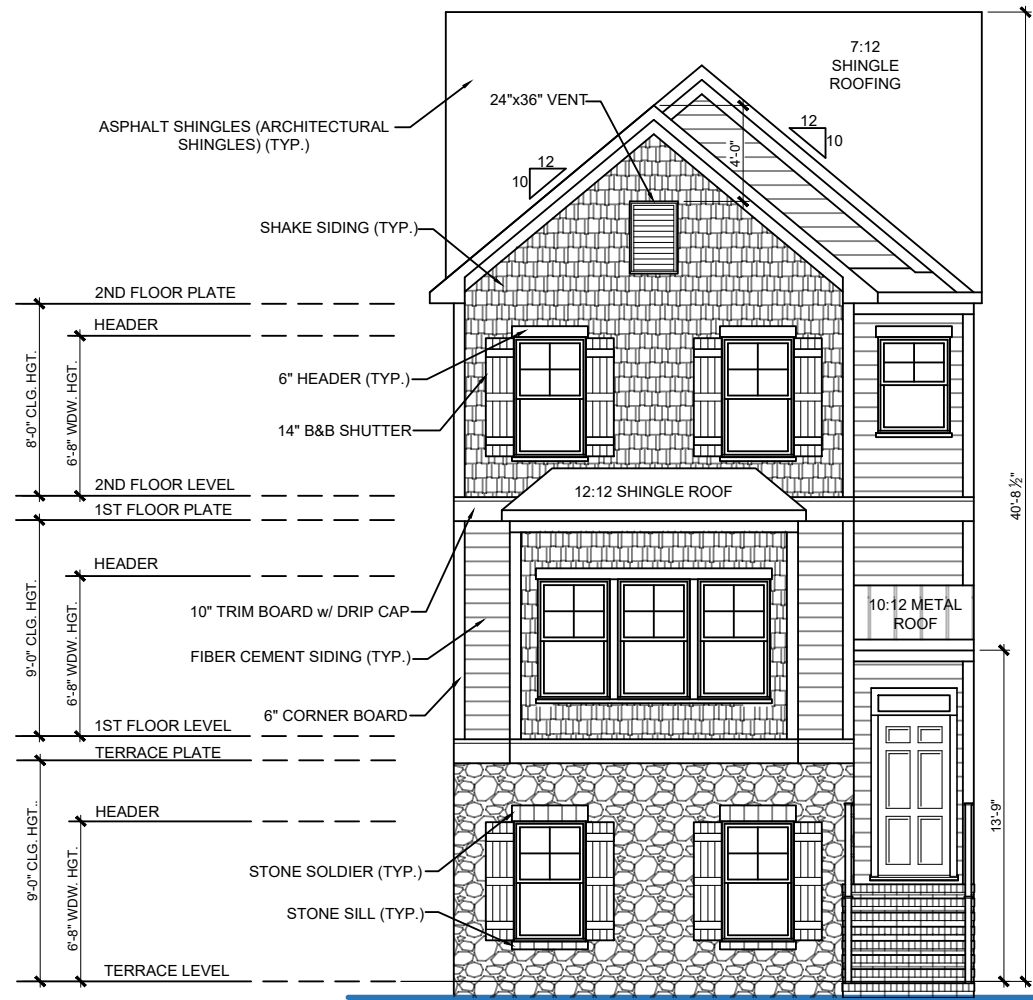 7:12
SHINGLE
ROOFING
24"x36" VENT
ASPHALT SHINGLES (ARCHITECTURAL
SHINGLES) (TYP.)
12
10
4'-0"
12
10
SHAKE SIDING (TYP.)
2ND FLOOR PLATE
HEADER
8'-0" CLG. HGT.
6'-8" WDW. HGT.
6" HEADER (TYP.)
14" B&B SHUTTER
2ND FLOOR LEVEL
12:12 SHINGLE ROOF
40'-8 ½"
1ST FLOOR PLATE
HEADER
9'-0" CLG. HGT.
6'-8" WDW. HGT.
10" TRIM BOARD w/ DRIP CAP
10:12 METAL
ROOF
FIBER CEMENT SIDING (TYP.)
6" CORNER BOARD
1ST FLOOR LEVEL
TERRACE PLATE
HEADER
9'-0" CLG. HGT..
6'-8" WDW. HGT.
13'-9"
STONE SOLDIER (TYP.)
STONE SILL (TYP.)
TERRACE LEVEL